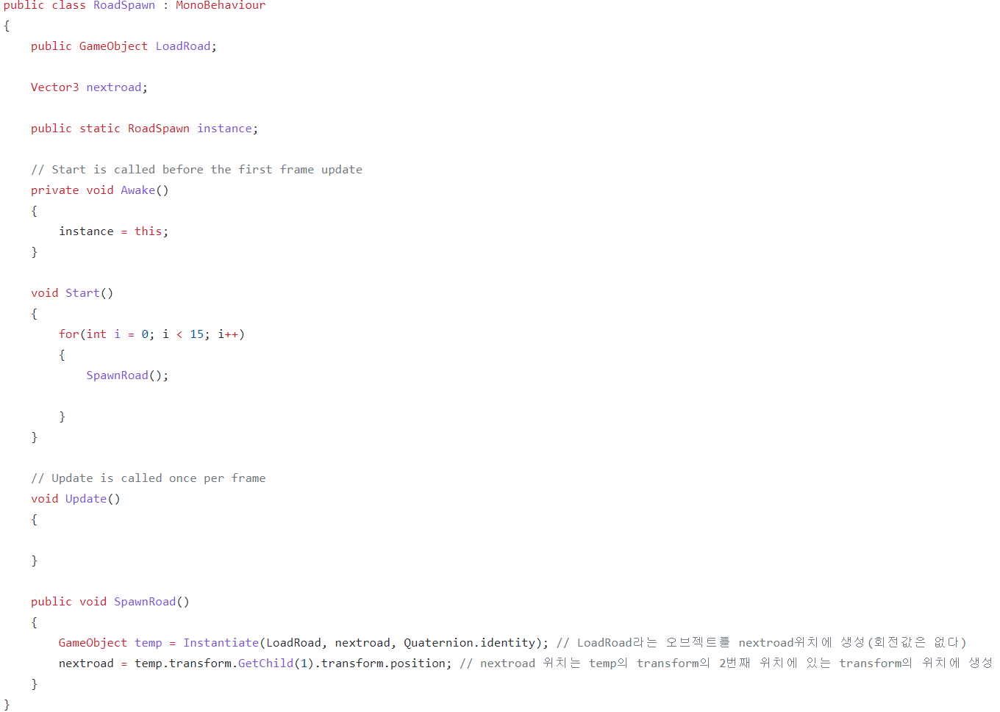 public class RoadSpawn : MonoBehaviour
{
    public GameObject LoadRoad;

    Vector3 nextroad;

    public static RoadSpawn instance;

    // Start is called before the first frame update
    private void Awake()
    {
        instance = this;
    }

    void Start()
    {
        for(int i = 0; i < 15; i++)
        {
            SpawnRoad();

        }
    }

    // Update is called once per frame
    void Update()
    {

    }

    public void SpawnRoad()
    {
        GameObject temp = Instantiate(LoadRoad, nextroad, Quaternion.identity); // LoadRoad라는 오브젝트를 nextroad위치에 생성(회전값은 없다)
        nextroad = temp.transform.GetChild(1).transform.position; // nextroad 위치는 temp의 transform의 2번째 위치에 있는 transform의 위치에 생성
    }
}